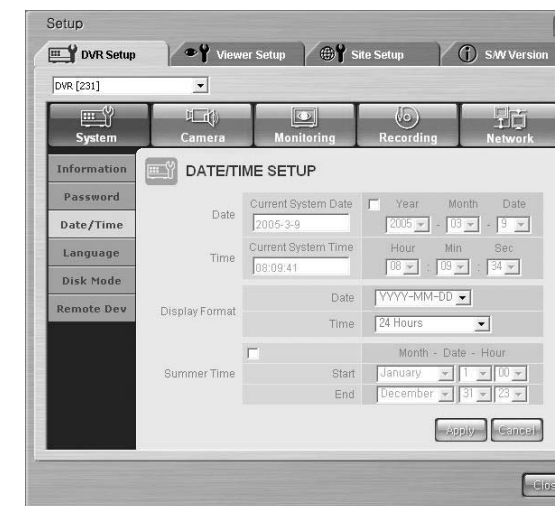 Setup
DVR Setup Viewer Setup Site Setup S/W Version
DVR [231]
System Camera Monitoring Recording Network
Information
DATE/TIME SETUP
Password
Date/Time
Language
Disk Mode
Remote Dev
Current System Date Year Month Date
Date 2005-3-9 2005 - 03 - 9
Current System Time Hour Min Sec
Time 08:09:41 08 : 09 : 34
Display Format
Date YYYY-MM-DD
Time 24 Hours
Month - Date - Hour
Summer Time
Start January 1 00
End December 31 23
Apply Cancel
Clos